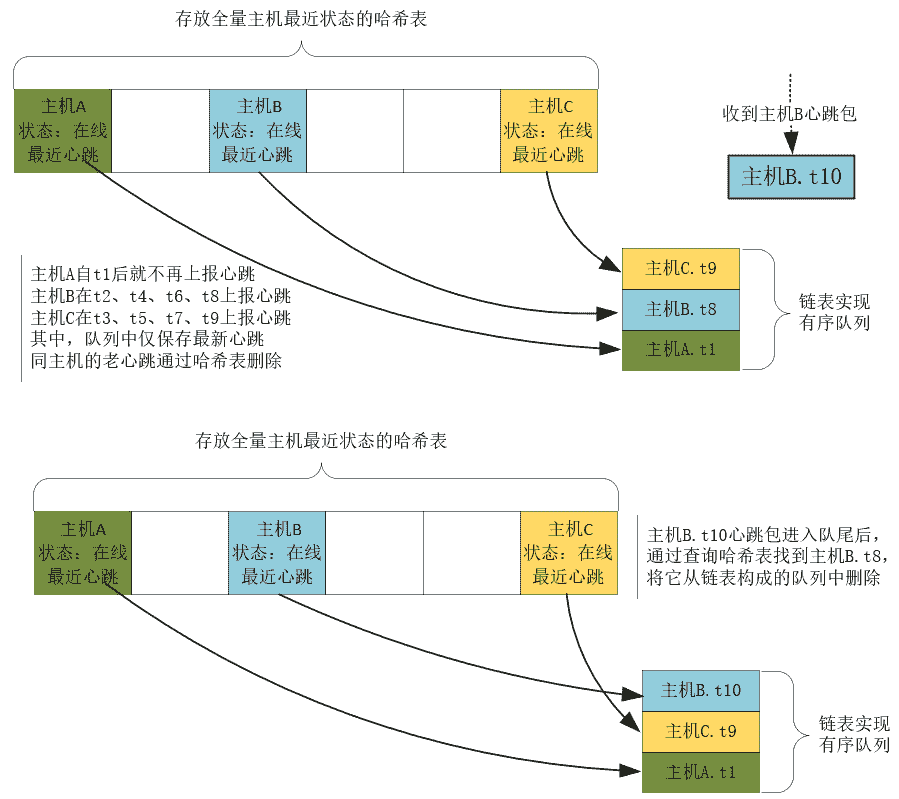 存放全量主机最近状态的哈希表
主机A
状态: 在线
最近心跳
主机B
状态: 在线
最近心跳
主机C
状态: 在线
最近心跳
收到主机B心跳包
主机B.t10
主机A自t1后就不再上报心跳
主机B在t2、t4、t6、t8上报心跳
主机C在t3、t5、t7、t9上报心跳
其中, 队列中仅保存最新心跳
同主机的老心跳通过哈希表删除
主机C.t9
主机B.t8
主机A.t1
链表实现
有序队列
存放全量主机最近状态的哈希表
主机A
状态: 在线
最近心跳
主机B
状态: 在线
最近心跳
主机C
状态: 在线
最近心跳
主机B.t10心跳包进入队尾后,
通过查询哈希表找到主机B.t8,
将它从链表构成的队列中删除
主机B.t10
主机C.t9
主机A.t1
链表实现
有序队列